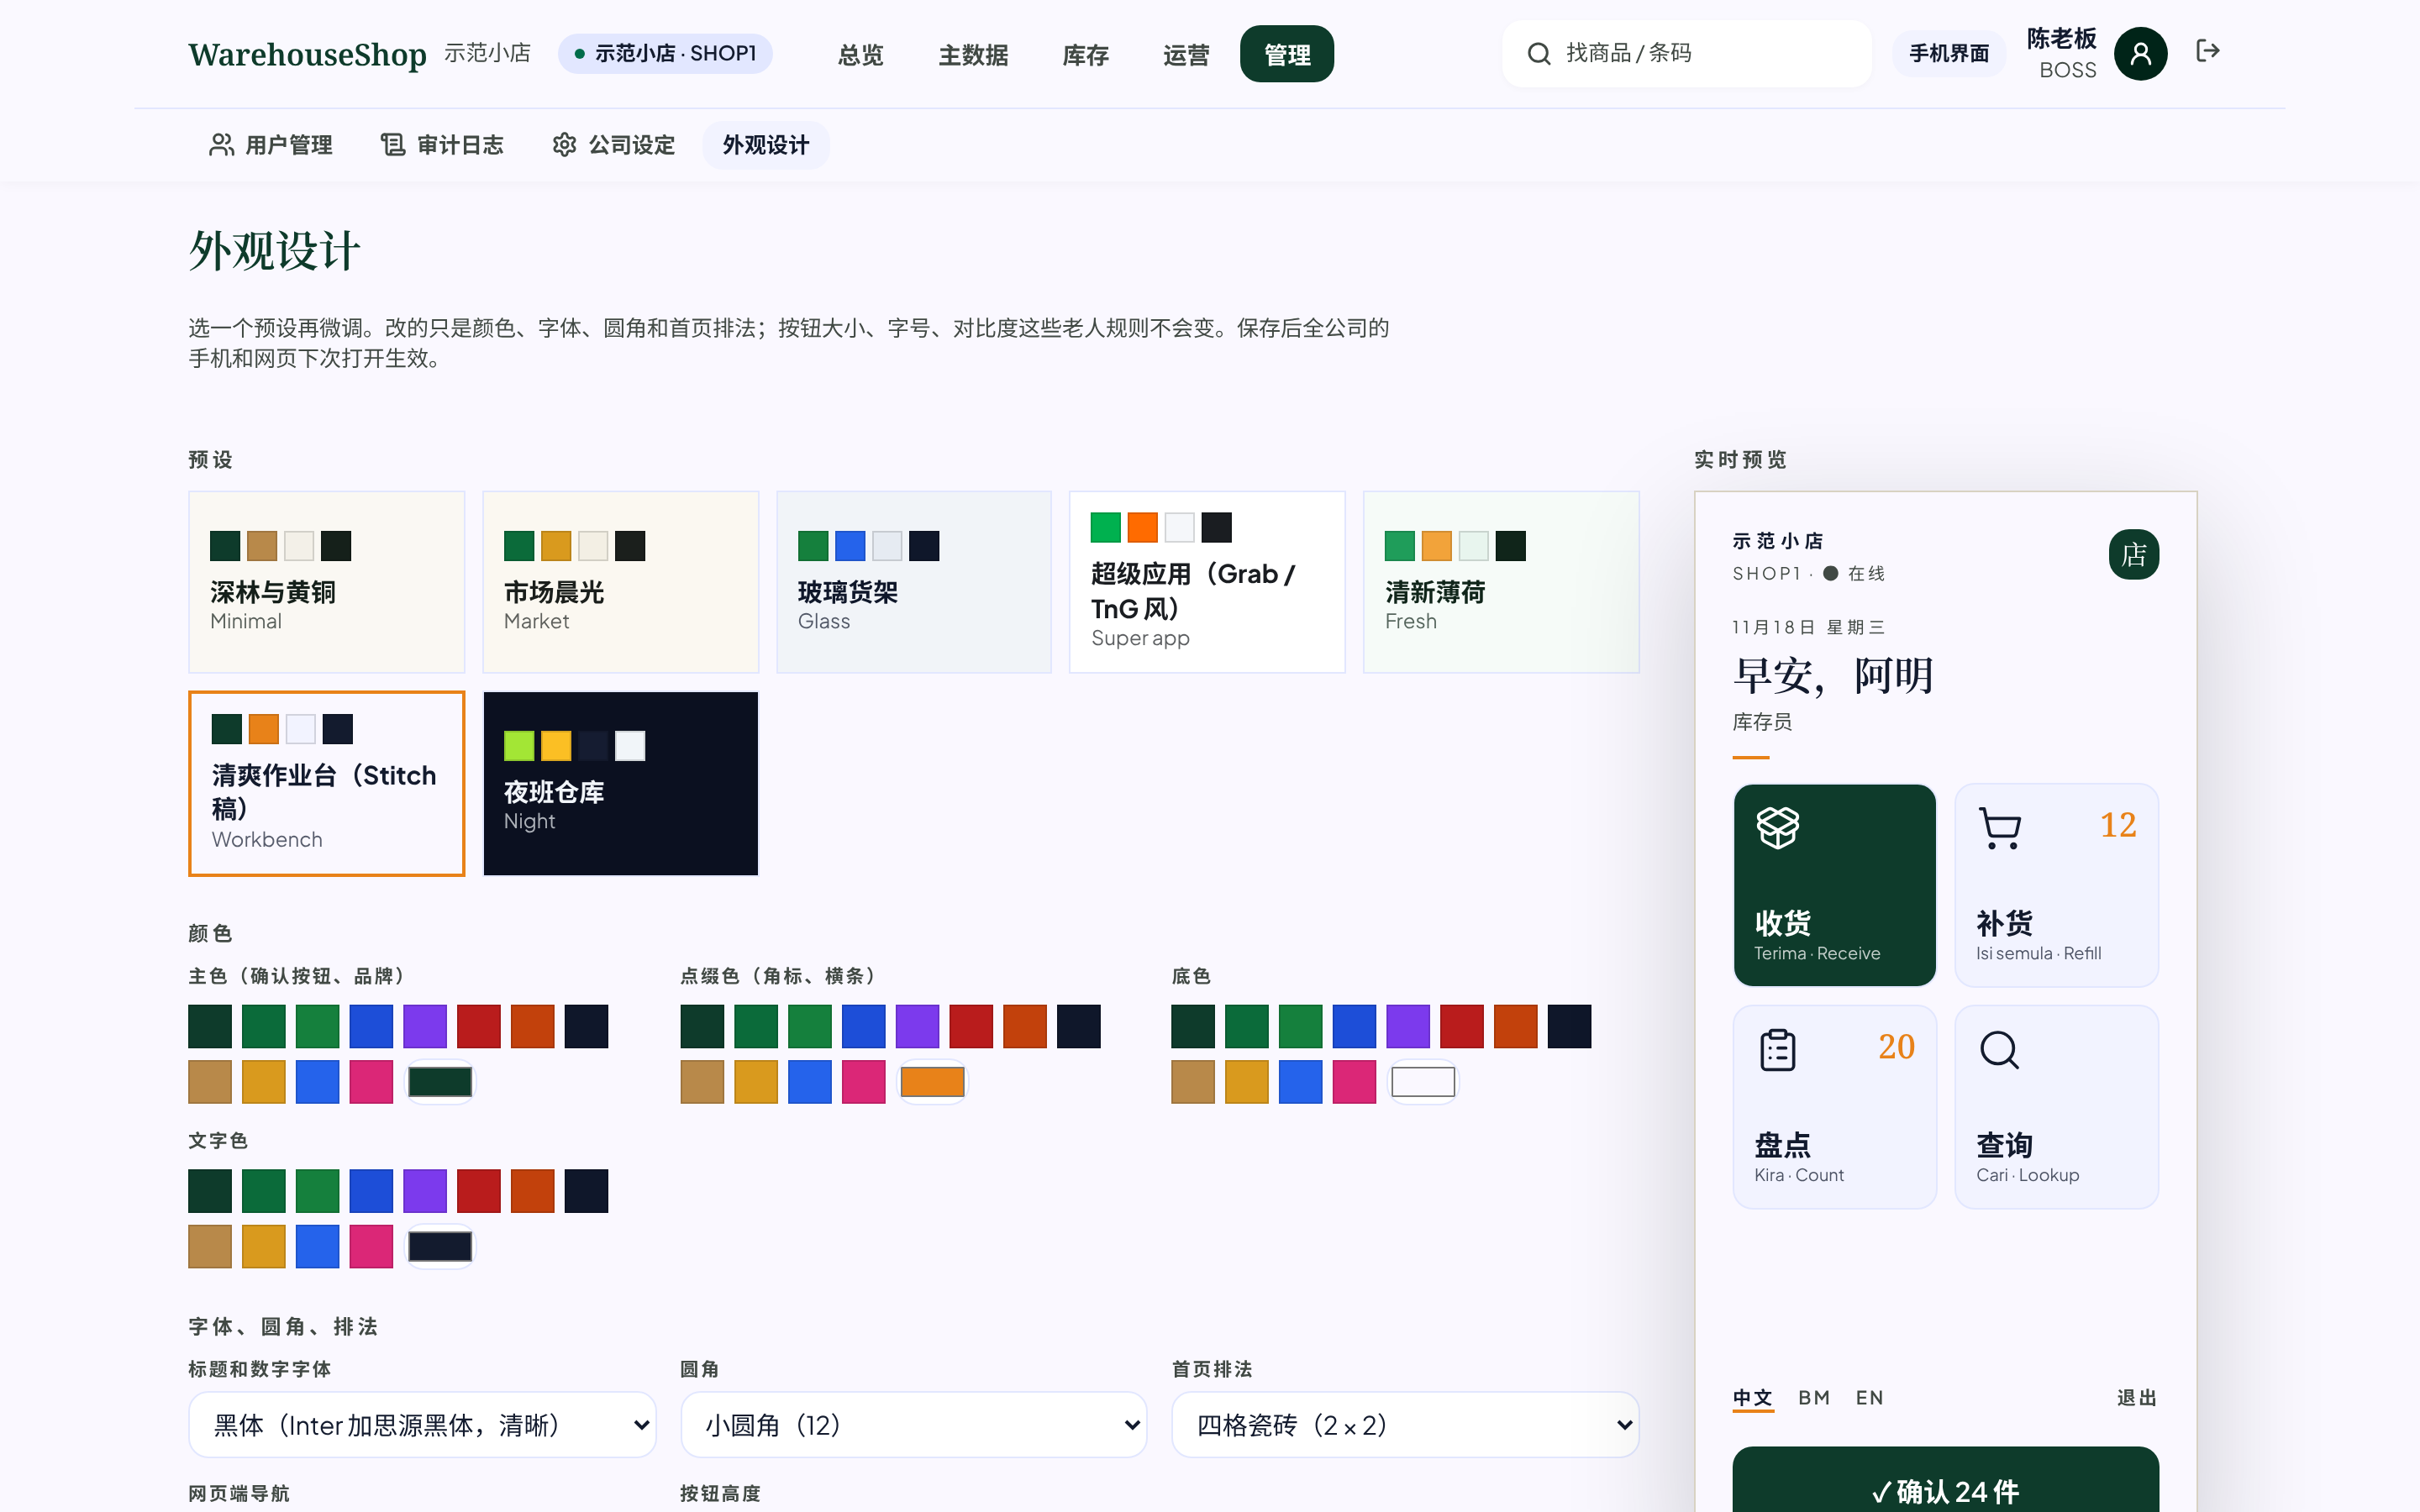 WarehouseShop 示范小店 示范小店 · SHOP1 总览 主数据 库存 运营 管理 找商品 / 条码 手机界面 陈老板
BOSS
用户管理 审计日志 公司设定 外观设计
外观设计
选一个预设再微调。改的只是颜色、字体、圆角和首页排法；按钮大小、字号、对比度这些老人规则不会变。保存后全公司的
手机和网页下次打开生效。
预设
深林与黄铜
Minimal
市场晨光
Market
玻璃货架
Glass
超级应用（Grab /
TnG 风）
Super app
清新薄荷
Fresh
清爽作业台（Stitch
稿）
Workbench
夜班仓库
Night
颜色
主色（确认按钮、品牌）
点缀色（角标、横条）
底色
文字色
字体、圆角、排法
标题和数字字体
黑体（Inter 加思源黑体，清晰）
圆角
小圆角（12）
首页排法
四格瓷砖（2 × 2）
网页端导航
按钮高度
实时预览
示范小店
SHOP1 · 在线
店
11月18日 星期三
早安，阿明
库存员
收货
Terima · Receive
12
补货
Isi semula · Refill
20
盘点
Kira · Count
查询
Cari · Lookup
中文 BM EN 退出
✓ 确认 24 件